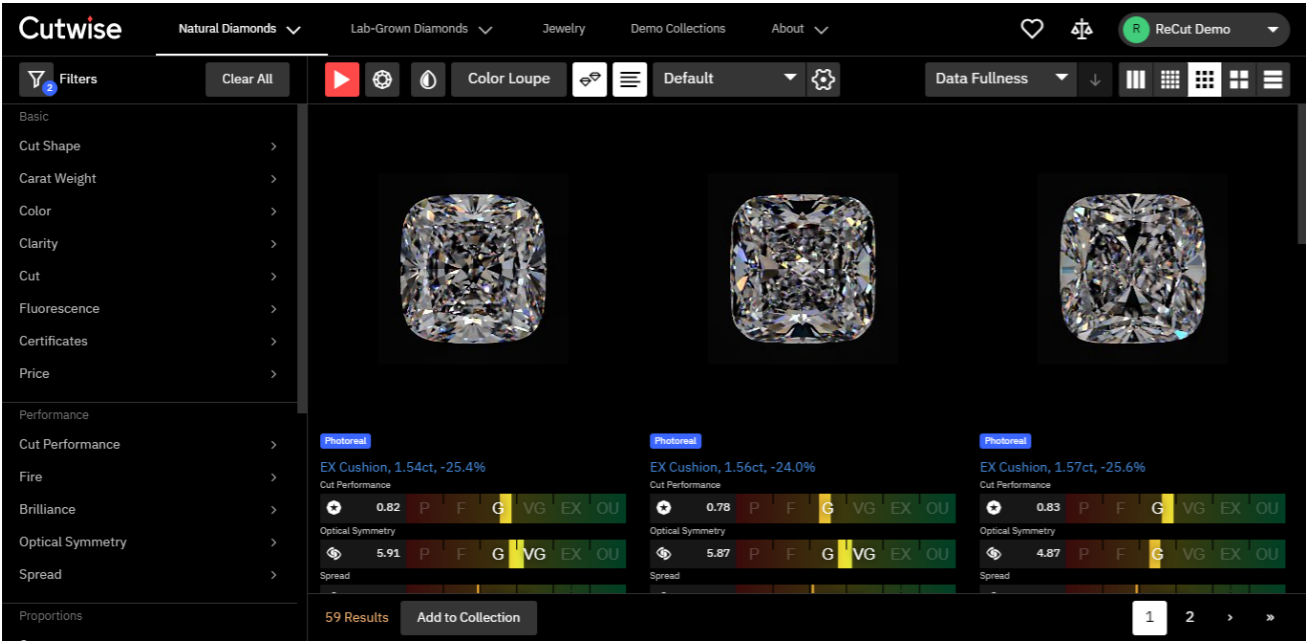 Cutwise
Natural Diamonds
Lab-Grown Diamonds
Jewelry
Demo Collections
About
R
ReCut Demo
2
Filters
Clear All
Color Loupe
Default
Data Fullness
Basic
Cut Shape
Carat Weight
Color
Clarity
Cut
Fluorescence
Certificates
Price
Performance
Cut Performance
Fire
Brilliance
Optical Symmetry
Spread
Proportions
Photoreal
EX Cushion, 1.54ct, -25.4%
Cut Performance
0.82 P F G VG EX OU
Optical Symmetry
5.91 P F G VG EX OU
Spread
Photoreal
EX Cushion, 1.56ct, -24.0%
Cut Performance
0.78 P F G VG EX OU
Optical Symmetry
5.87 P F G VG EX OU
Spread
Photoreal
EX Cushion, 1.57ct, -25.6%
Cut Performance
0.83 P F G VG EX OU
Optical Symmetry
4.87 P F G VG EX OU
Spread
59 Results
Add to Collection
1 2 › »